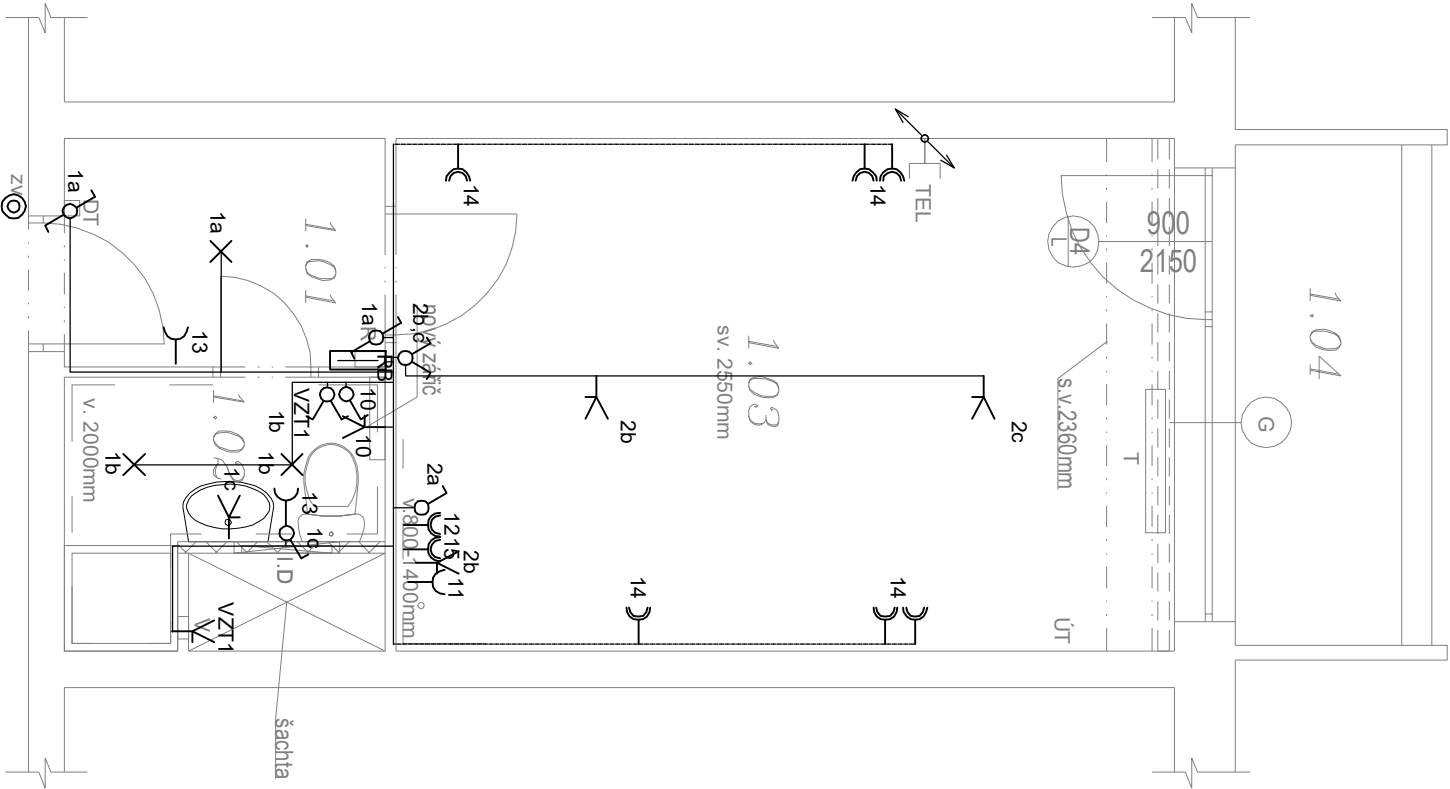 zv
1a
DT
1a
1.01
13
1a
2b,c
nový zářič
RB
14
14
TEL
sv. 2550mm
1.03
2b
2c
s.v.2360mm
D4
L
900
2150
1.04
G
T
ÚT
v. 2000mm
1b
1.02
1b
1b
VZT1
10
10
1c
13
1c
I.D
VZT1
šachta
2a
12
15
2b
11
v.800-1400mm
14
14